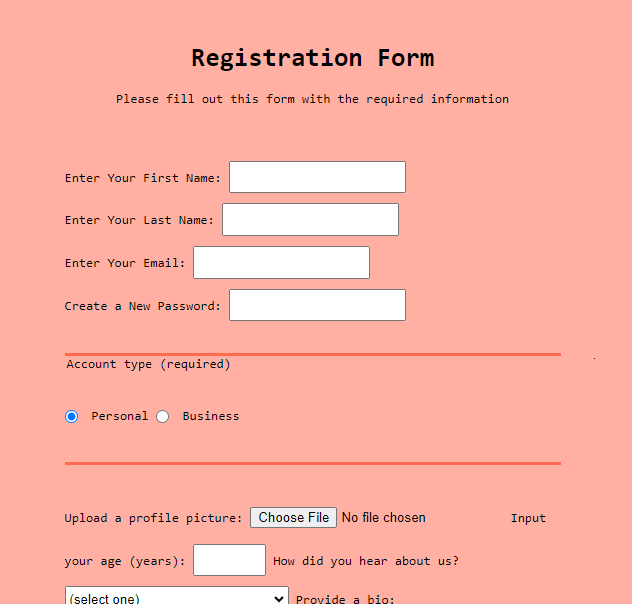 Registration Form
Please fill out this form with the required information
Enter Your First Name:
Enter Your Last Name:
Enter Your Email:
Create a New Password:
Account type (required)
Personal Business
Upload a profile picture: Choose File No file chosen Input
your age (years): How did you hear about us?
(select one) Provide a bio: